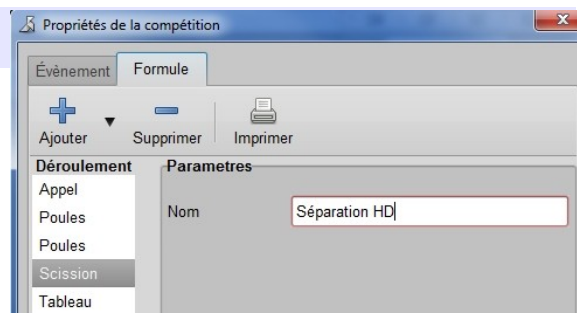 Propriétés de la compétition
Évènement Formule
Ajouter Supprimer Imprimer
Déroulement Parametres
Appel
Nom Séparation HD
Poules
Poules
Scission
Tableau